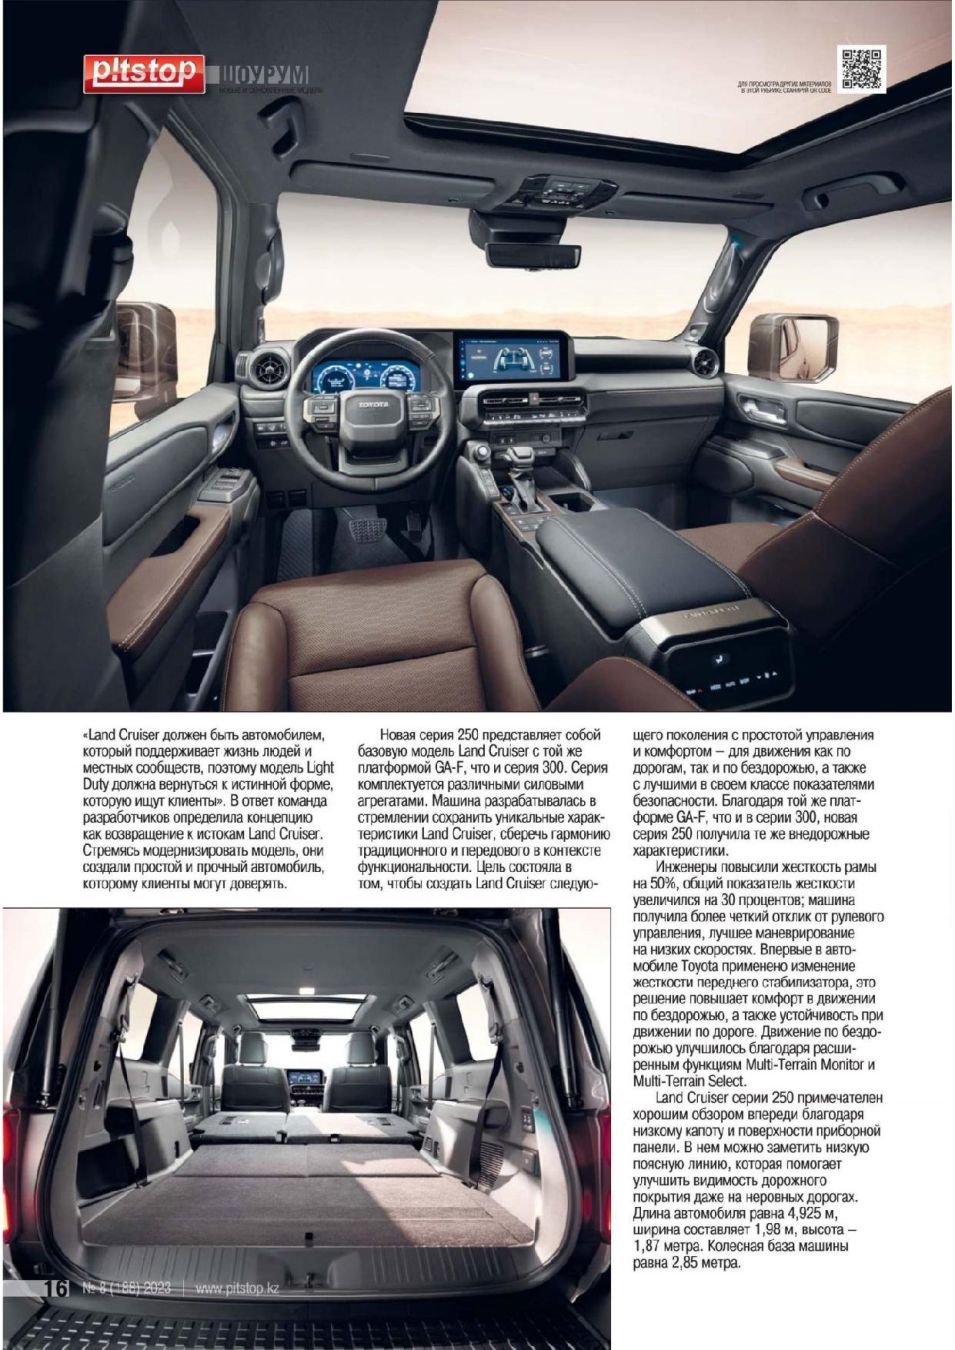 pitstop ШОУРУМ
НОВЫЕ И ОБНОВЛЕННЫЕ МОДЕЛИ
ДЛЯ ПРОСМОТРА ДРУГИХ МАТЕРИАЛОВ
В ЭТОЙ РУБРИКЕ СКАНИРУЙ QR CODE
TOYOTA
«Land Cruiser должен быть автомобилем,
который поддерживает жизнь людей и
местных сообществ, поэтому модель Light
Duty должна вернуться к истинной форме,
которую ищут клиенты». В ответ команда
разработчиков определила концепцию
как возвращение к истокам Land Cruiser.
Стремясь модернизировать модель, они
создали простой и прочный автомобиль,
которому клиенты могут доверять.
Новая серия 250 представляет собой
базовую модель Land Cruiser с той же
платформой GA-F, что и серия 300. Серия
комплектуется различными силовыми
агрегатами. Машина разрабатывалась в
стремлении сохранить уникальные харак-
теристики Land Cruiser, сберечь гармонию
традиционного и передового в контексте
функциональности. Цель состояла в
том, чтобы создать Land Cruiser следую-
щего поколения с простотой управления
и комфортом – для движения как по
дорогам, так и по бездорожью, а также
с лучшими в своем классе показателями
безопасности. Благодаря той же плат-
форме GA-F, что и в серии 300, новая
серия 250 получила те же внедорожные
характеристики.
Инженеры повысили жесткость рамы
на 50%, общий показатель жесткости
увеличился на 30 процентов; машина
получила более четкий отклик от рулевого
управления, лучшее маневрирование
на низких скоростях. Впервые в авто-
мобиле Toyota применено изменение
жесткости переднего стабилизатора, это
решение повышает комфорт в движении
по бездорожью, а также устойчивость при
движении по дороге. Движение по бездо-
рожью улучшилось благодаря расши-
ренным функциям Multi-Terrain Monitor и
Multi-Terrain Select.
Land Cruiser серии 250 примечателен
хорошим обзором впереди благодаря
низкому капоту и поверхности приборной
панели. В нем можно заметить низкую
поясную линию, которая помогает
улучшить видимость дорожного
покрытия даже на неровных дорогах.
Длина автомобиля равна 4,925 м,
ширина составляет 1,98 м, высота –
1,87 метра. Колесная база машины
равна 2,85 метра.
16 № 8 (188) 2023 | www.pitstop.kz